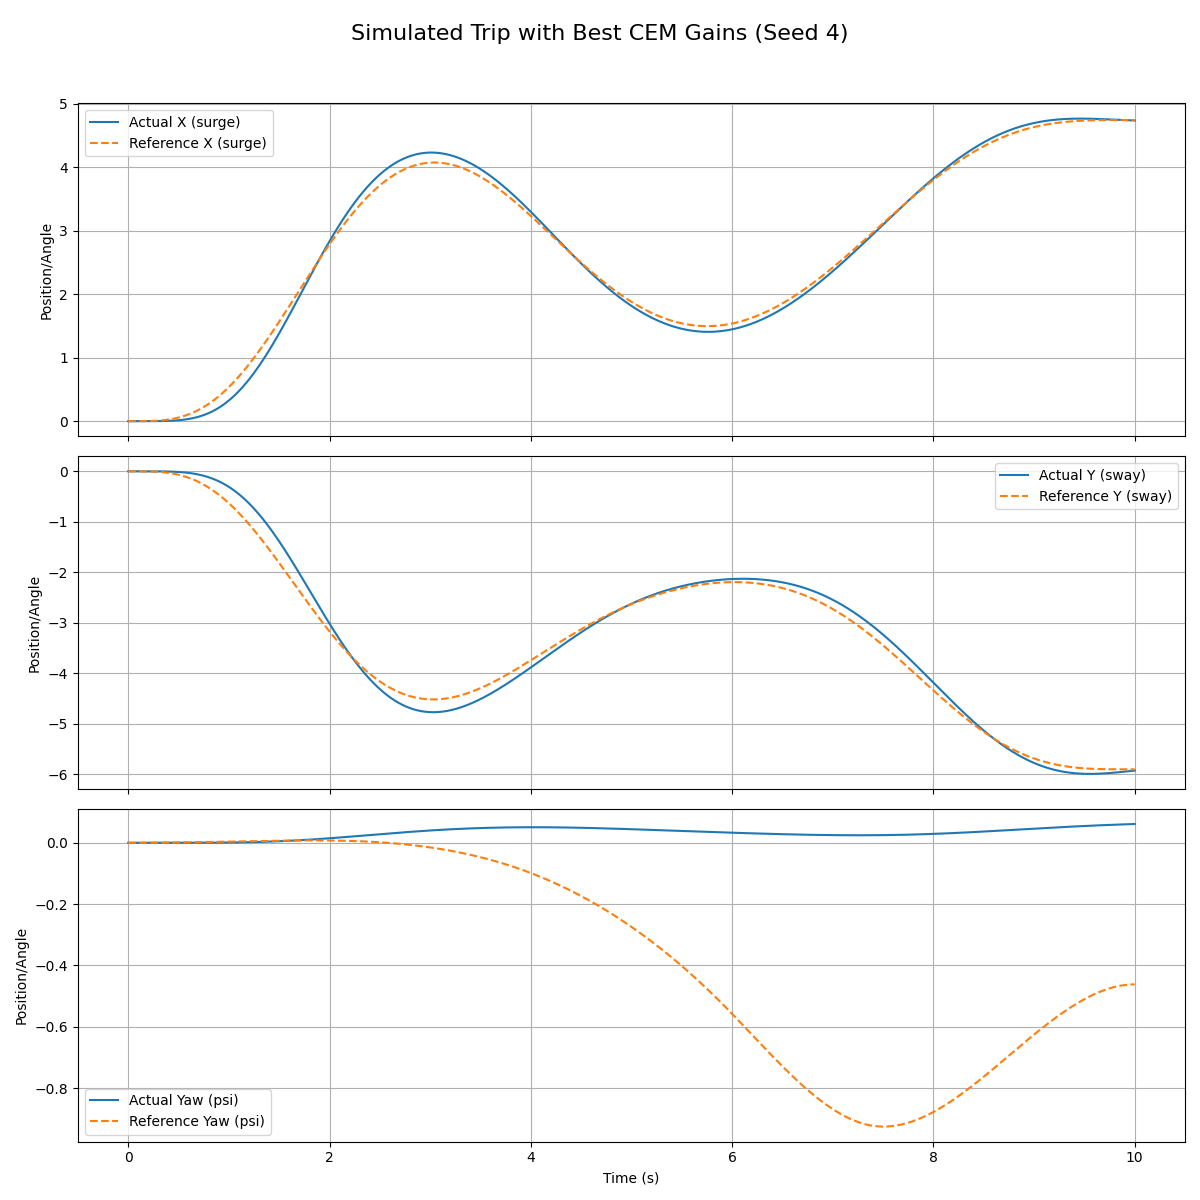 Simulated Trip with Best CEM Gains (Seed 4)
5
4
3
2
1
0
Position/Angle
Actual X (surge)
Reference X (surge)
0
−1
−2
−3
−4
−5
−6
Position/Angle
Actual Y (sway)
Reference Y (sway)
0.0
−0.2
−0.4
−0.6
−0.8
Position/Angle
Actual Yaw (psi)
Reference Yaw (psi)
0 2 4 6 8 10
Time (s)